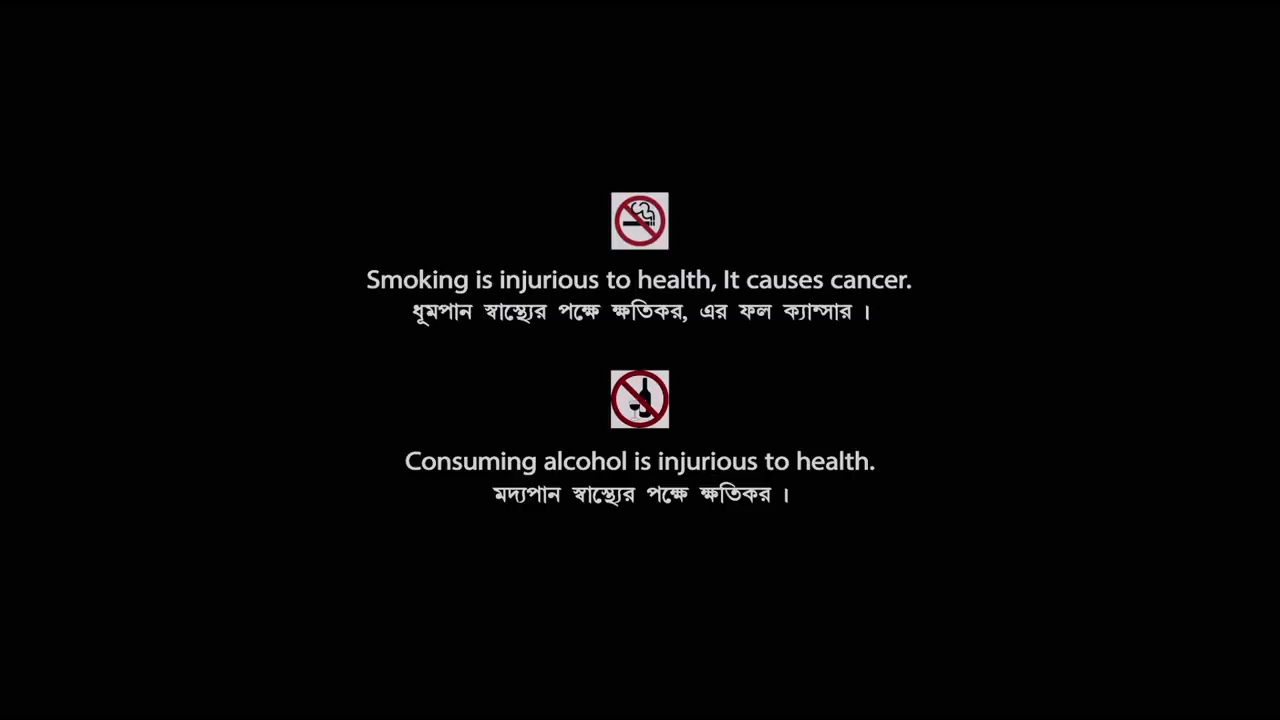 Smoking is injurious to health, It causes cancer.
ধূমপান স্বাস্থ্যের পক্ষে ক্ষতিকর, এর ফল ক্যান্সার ।
Consuming alcohol is injurious to health.
মদ্যপান স্বাস্থ্যের পক্ষে ক্ষতিকর ।